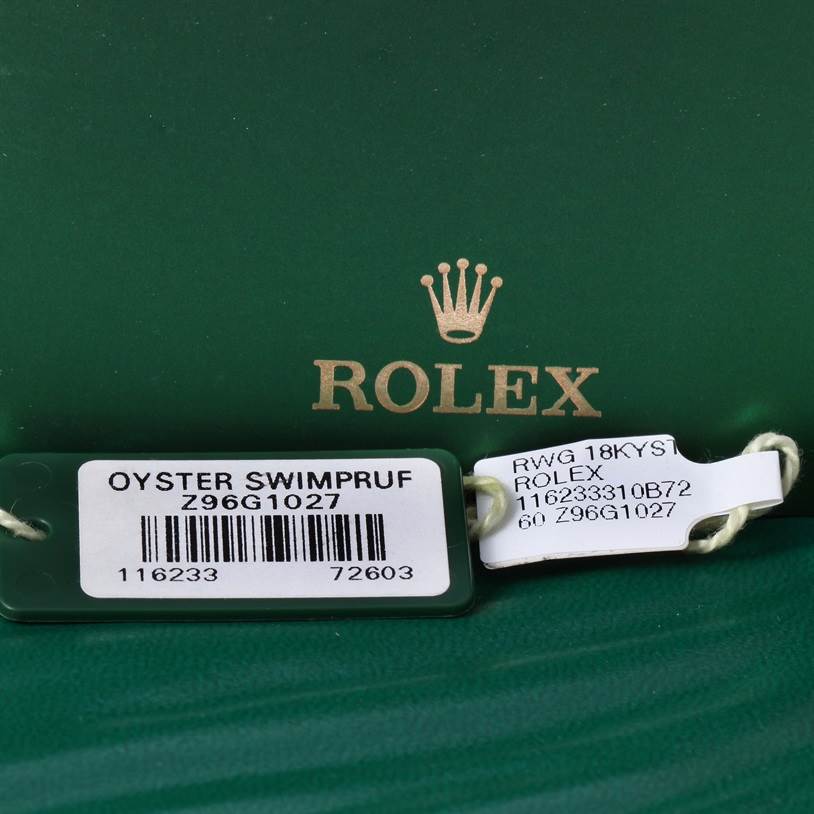 ROLEX
OYSTER SWIMPRUF
Z96G1027
116233 72603
RWG 18KYST
ROLEX
116233310B72
60 Z96G1027